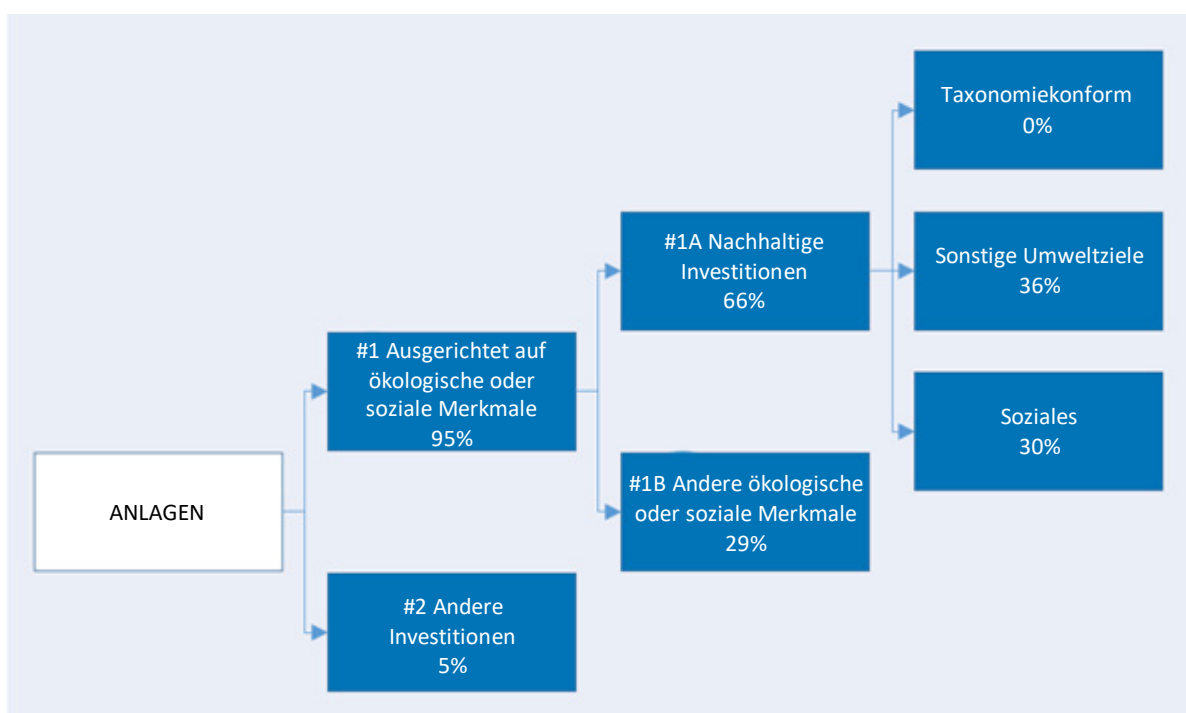 ANLAGEN
#1 Ausgerichtet auf
ökologische oder
soziale Merkmale
95%
#2 Andere
Investitionen
5%
#1A Nachhaltige
Investitionen
66%
#1B Andere ökologische
oder soziale Merkmale
29%
Taxonomiekonform
0%
Sonstige Umweltziele
36%
Soziales
30%